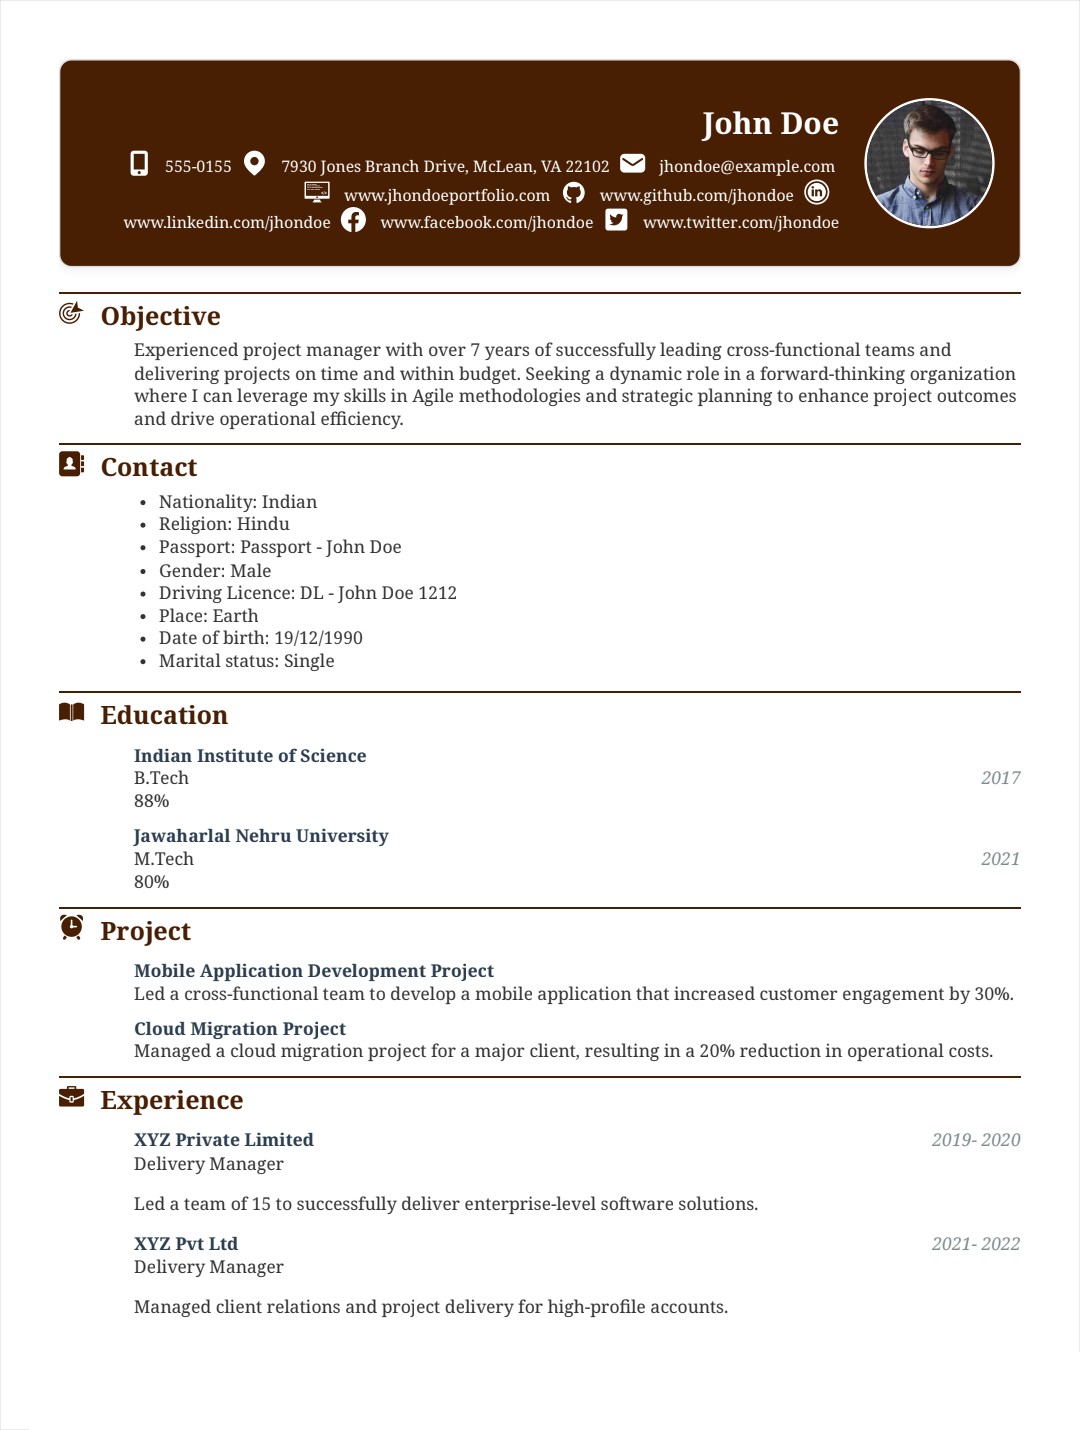 John Doe
555-0155 7930 Jones Branch Drive, McLean, VA 22102 jhondoe@example.com
www.jhondoeportfolio.com www.github.com/jhondoe
www.linkedin.com/jhondoe www.facebook.com/jhondoe www.twitter.com/jhondoe
Objective
Experienced project manager with over 7 years of successfully leading cross-functional teams and
delivering projects on time and within budget. Seeking a dynamic role in a forward-thinking organization
where I can leverage my skills in Agile methodologies and strategic planning to enhance project outcomes
and drive operational efficiency.
Contact
• Nationality: Indian
• Religion: Hindu
• Passport: Passport - John Doe
• Gender: Male
• Driving Licence: DL - John Doe 1212
• Place: Earth
• Date of birth: 19/12/1990
• Marital status: Single
Education
Indian Institute of Science
B.Tech 2017
88%
Jawaharlal Nehru University
M.Tech 2021
80%
Project
Mobile Application Development Project
Led a cross-functional team to develop a mobile application that increased customer engagement by 30%.
Cloud Migration Project
Managed a cloud migration project for a major client, resulting in a 20% reduction in operational costs.
Experience
XYZ Private Limited 2019- 2020
Delivery Manager
Led a team of 15 to successfully deliver enterprise-level software solutions.
XYZ Pvt Ltd 2021- 2022
Delivery Manager
Managed client relations and project delivery for high-profile accounts.